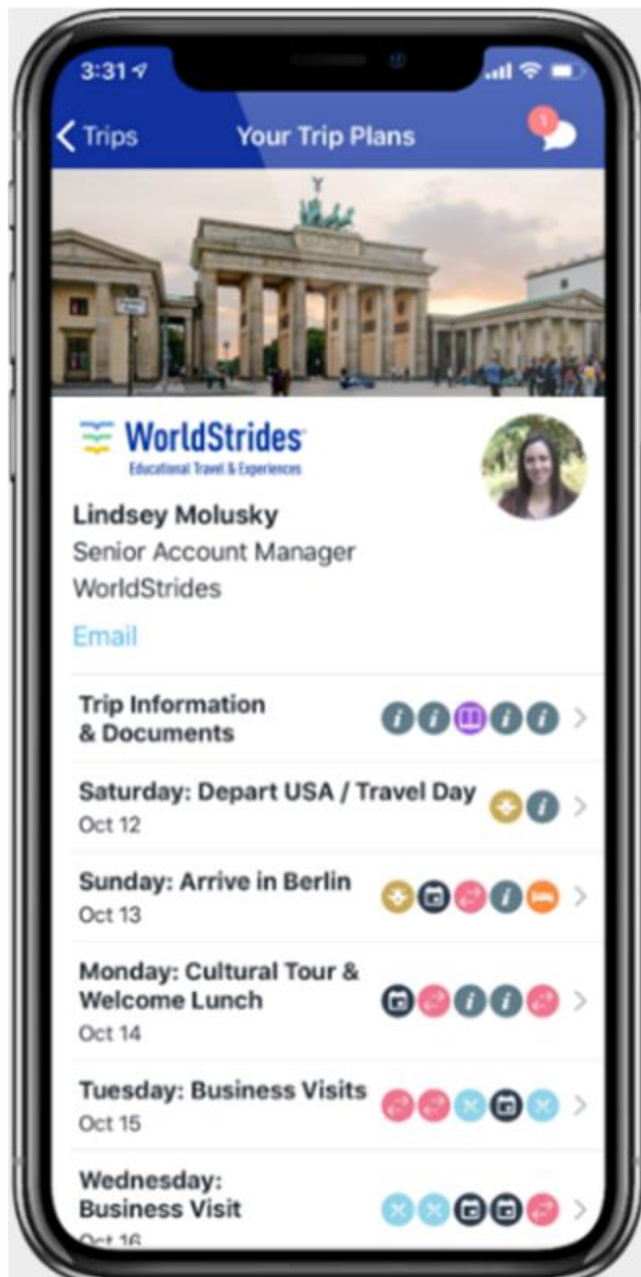 3:31
Trips
Your Trip Plans
1
WorldStrides
Educational Travel & Experiences
Lindsey Molusky
Senior Account Manager
WorldStrides
Email
Trip Information
& Documents
Saturday: Depart USA / Travel Day
Oct 12
Sunday: Arrive in Berlin
Oct 13
Monday: Cultural Tour &
Welcome Lunch
Oct 14
Tuesday: Business Visits
Oct 15
Wednesday:
Business Visit
Oct 16